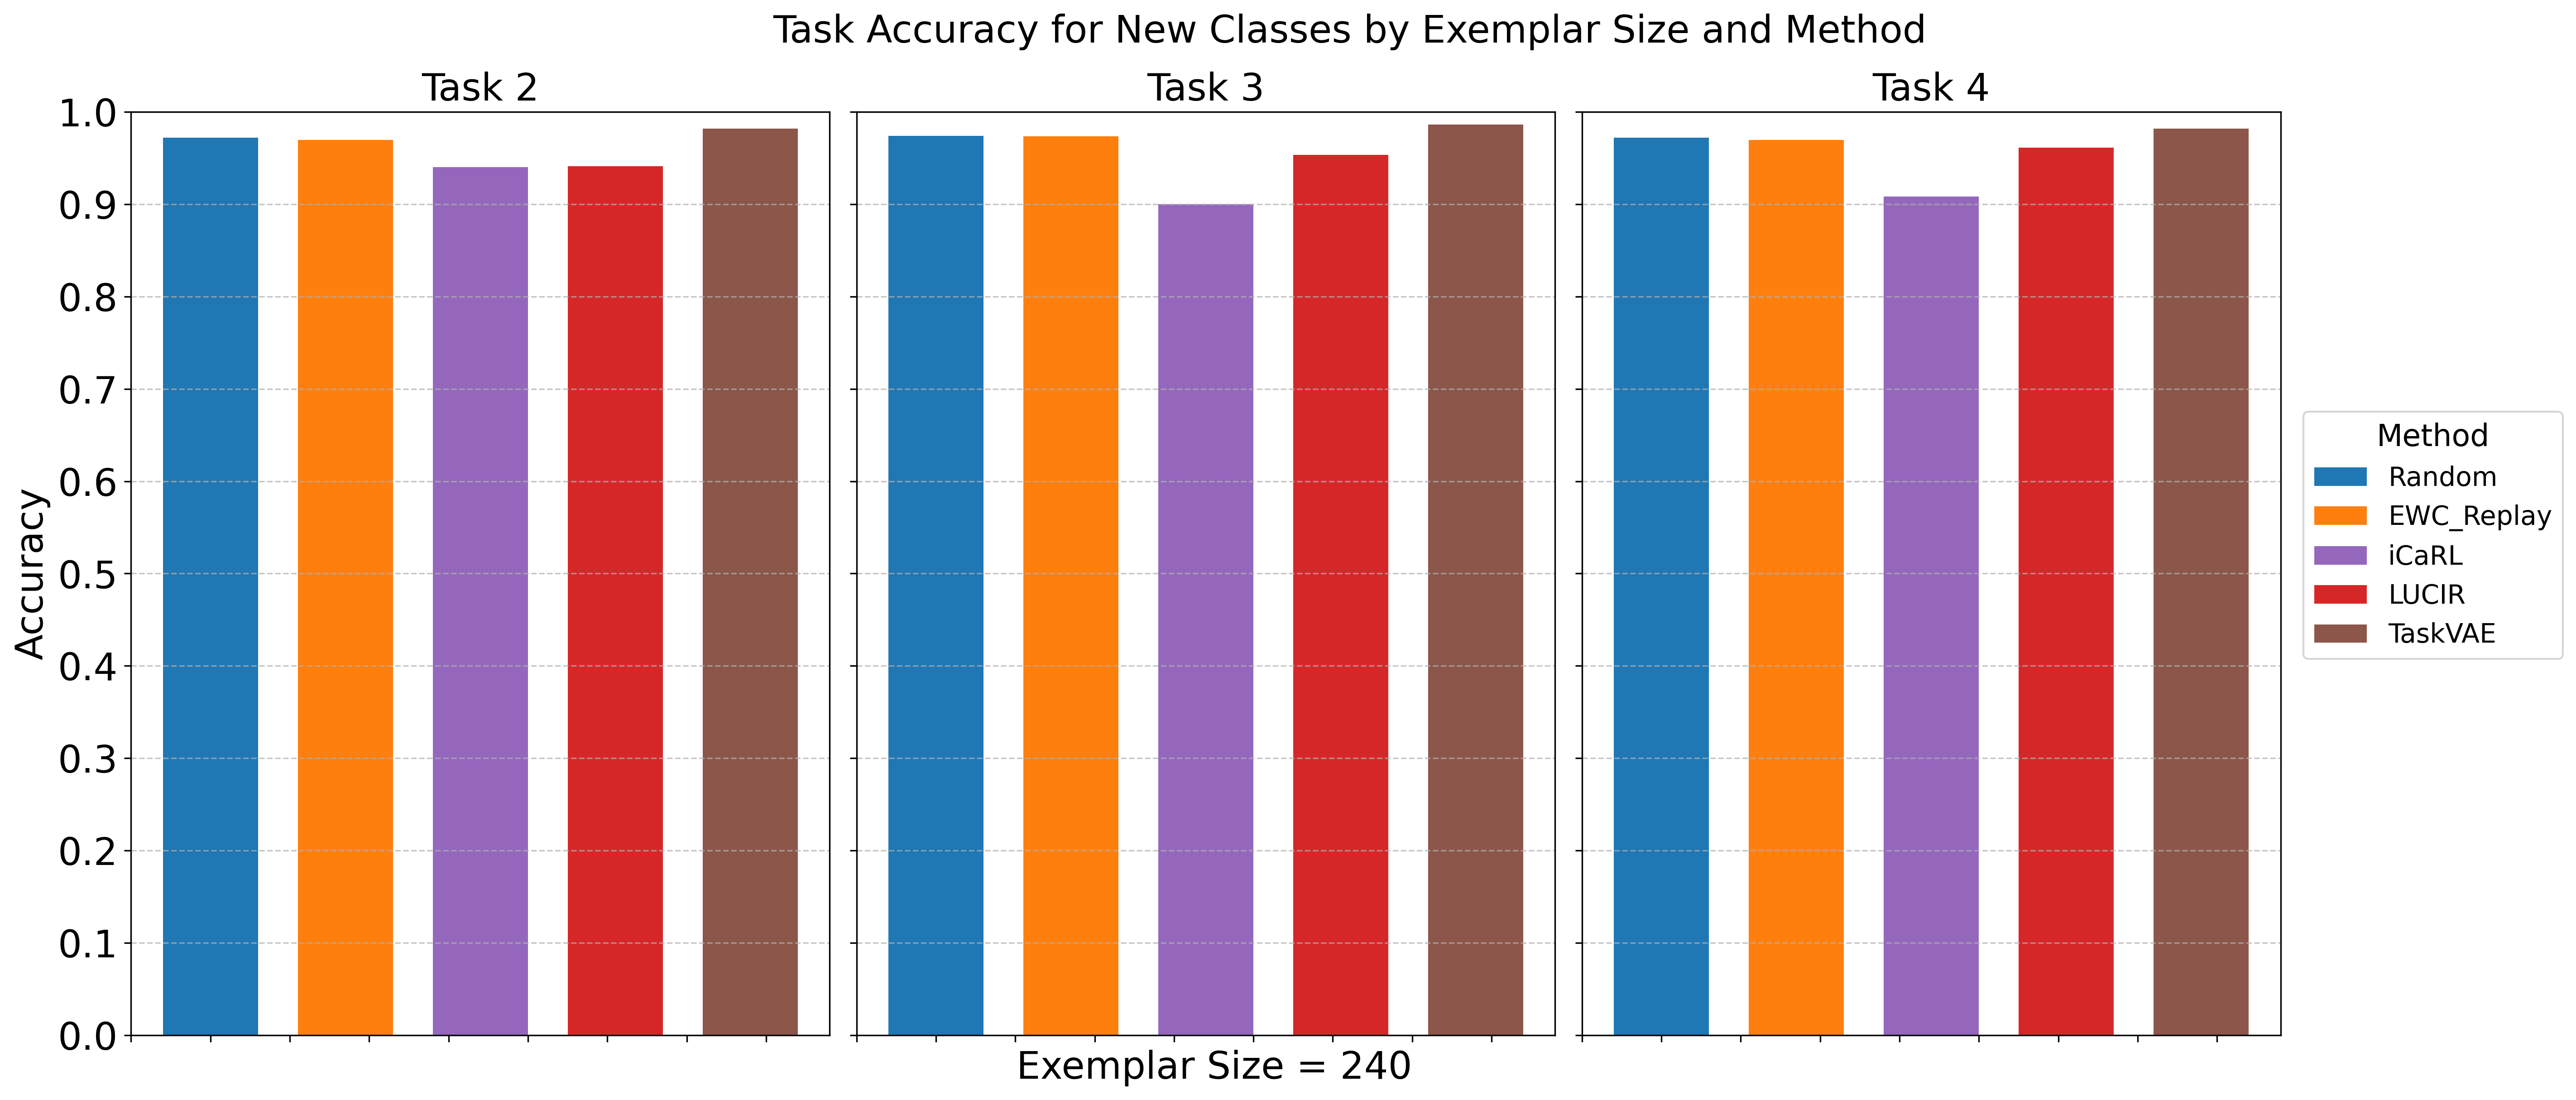 Task Accuracy for New Classes by Exemplar Size and Method
Task 2
Task 3
Task 4
1.0
0.9
0.8
0.7
0.6
0.5
0.4
0.3
0.2
0.1
0.0
Accuracy
Exemplar Size = 240
Method
Random
EWC_Replay
iCaRL
LUCIR
TaskVAE